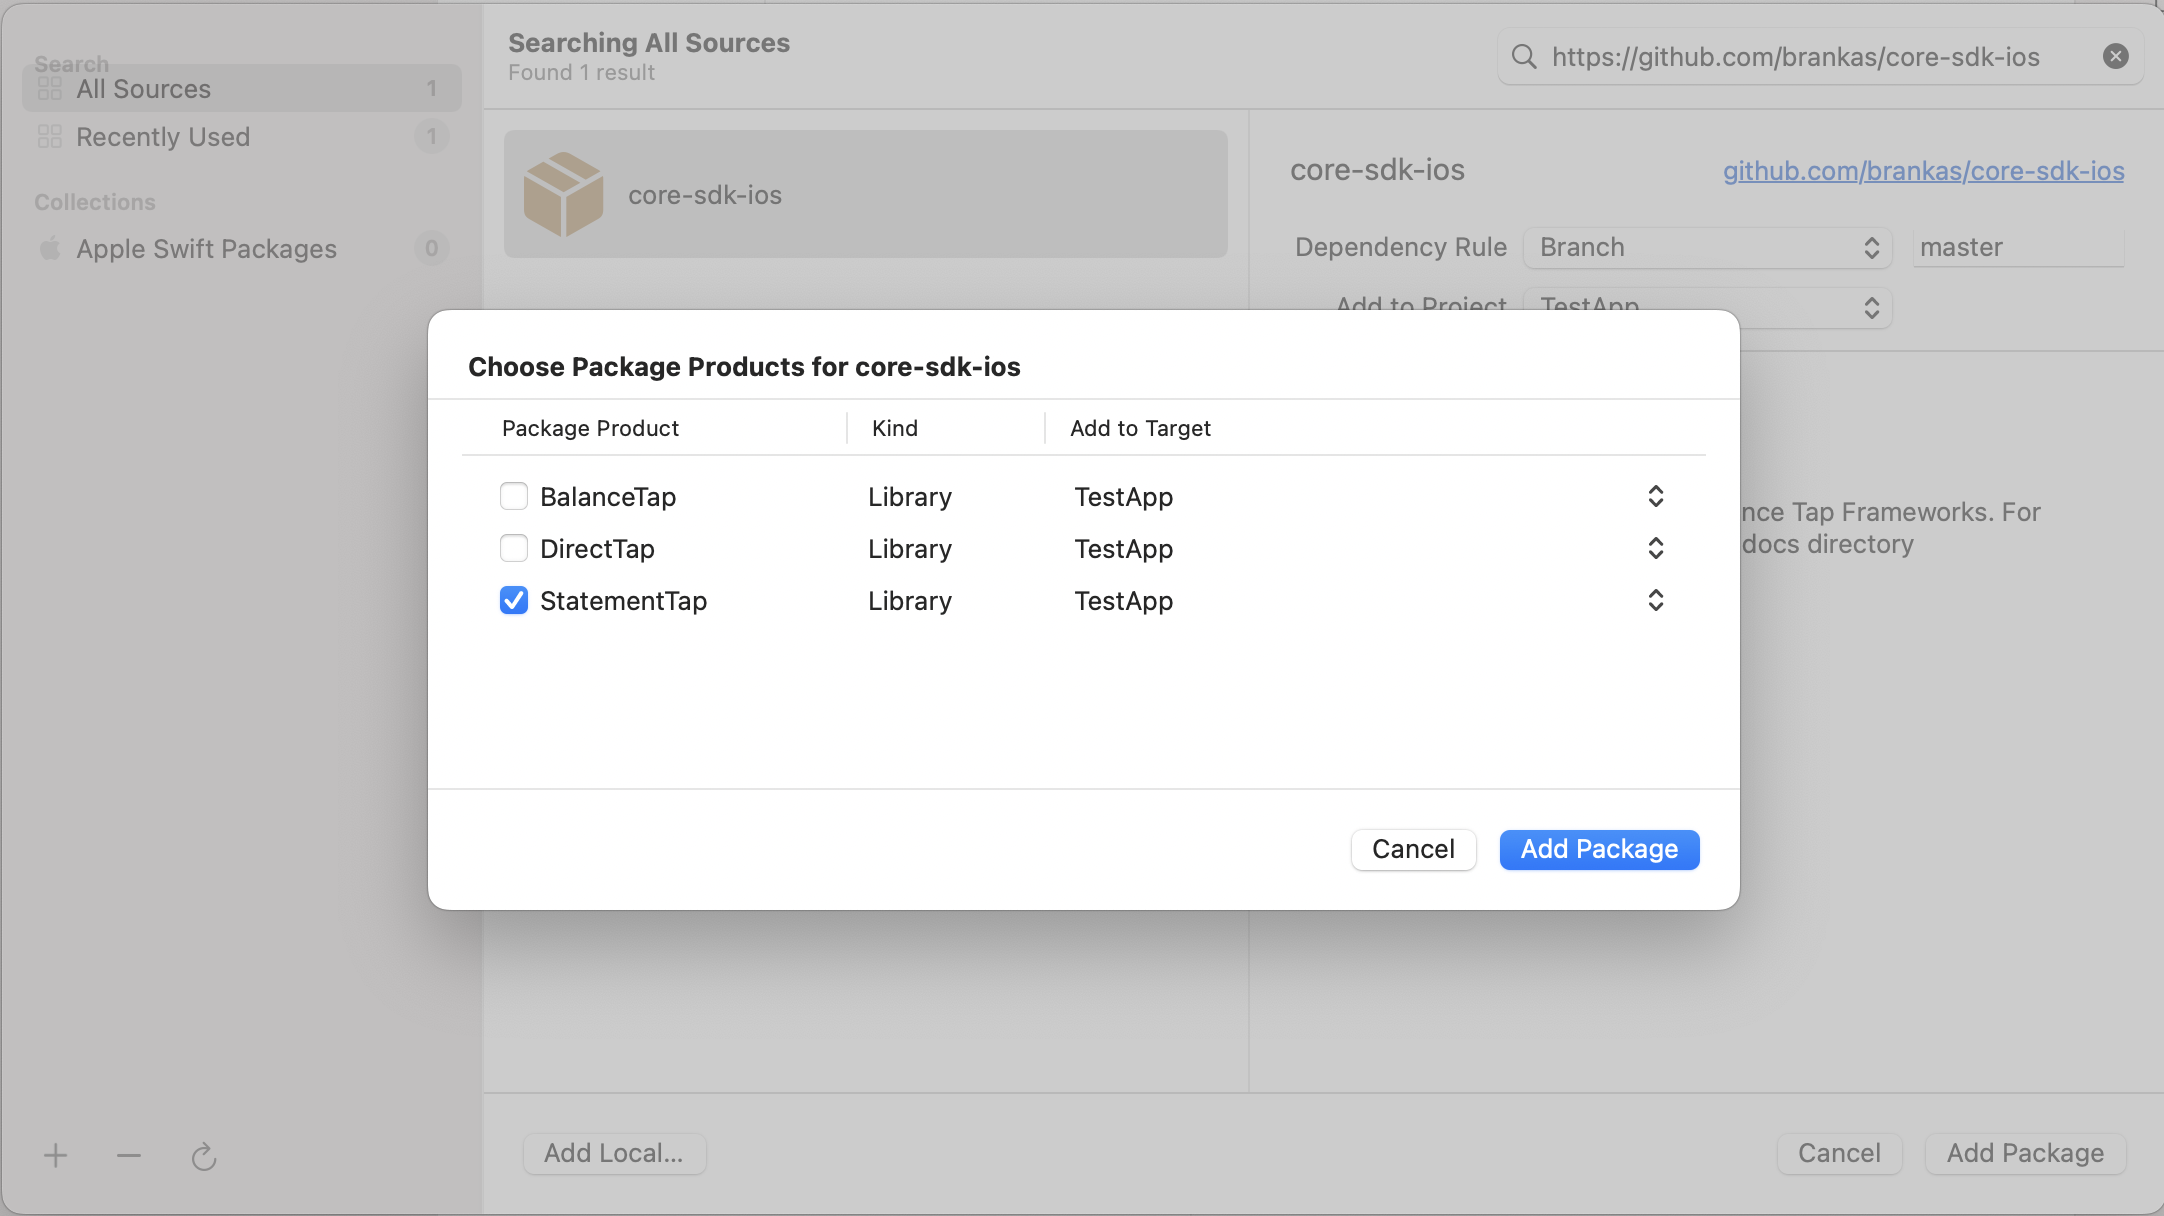 Search
All Sources 1
Recently Used 1
Collections
Apple Swift Packages 0
Searching All Sources
Found 1 result
https://github.com/brankas/core-sdk-ios
core-sdk-ios
core-sdk-ios
github.com/brankas/core-sdk-ios
Dependency Rule Branch master
Add to Project TestApp
nce Tap Frameworks. For
docs directory
Choose Package Products for core-sdk-ios
Package Product Kind Add to Target
BalanceTap Library TestApp
DirectTap Library TestApp
StatementTap Library TestApp
Cancel Add Package
Add Local... Cancel Add Package